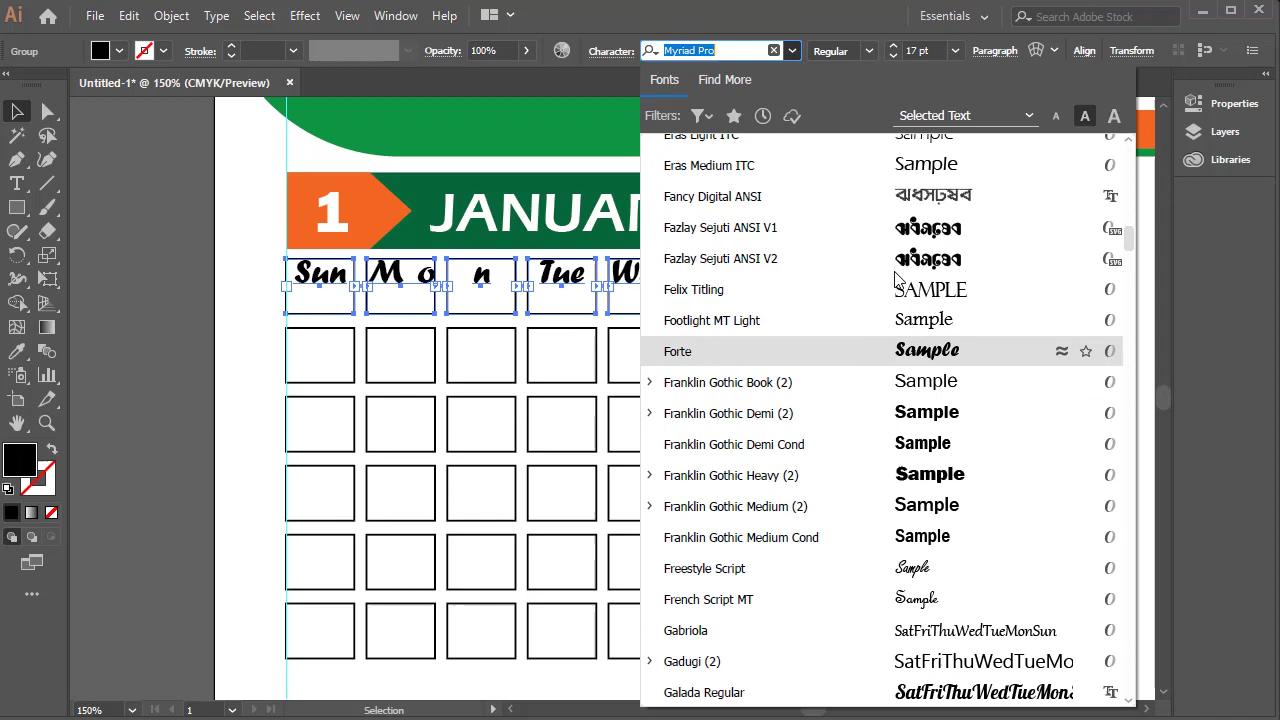 Ai File Edit Object Type Select Effect View Window Help Essentials Search Adobe Stock
Group Stroke: Opacity: 100% Character: Myriad Pro Regular 17 pt Paragraph Align Transform
Untitled-1* @ 150% (CMYK/Preview)
Fonts Find More
Filters: Selected Text A A A
Eras Light ITC Sample
Eras Medium ITC Sample
Fancy Digital ANSI
Fazlay Sejuti ANSI V1
Fazlay Sejuti ANSI V2
Felix Titling SAMPLE
Footlight MT Light Sample
Forte Sample
Franklin Gothic Book (2) Sample
Franklin Gothic Demi (2) Sample
Franklin Gothic Demi Cond Sample
Franklin Gothic Heavy (2) Sample
Franklin Gothic Medium (2) Sample
Franklin Gothic Medium Cond Sample
Freestyle Script Sample
French Script MT Sample
Gabriola SatFriThuWedTueMonSun
Gadugi (2) SatFriThuWedTueMo
Galada Regular SatFriThuWedTueMon
1 JANUAR
Sun M o n Tue W
Properties
Layers
Libraries
150% 1 Selection